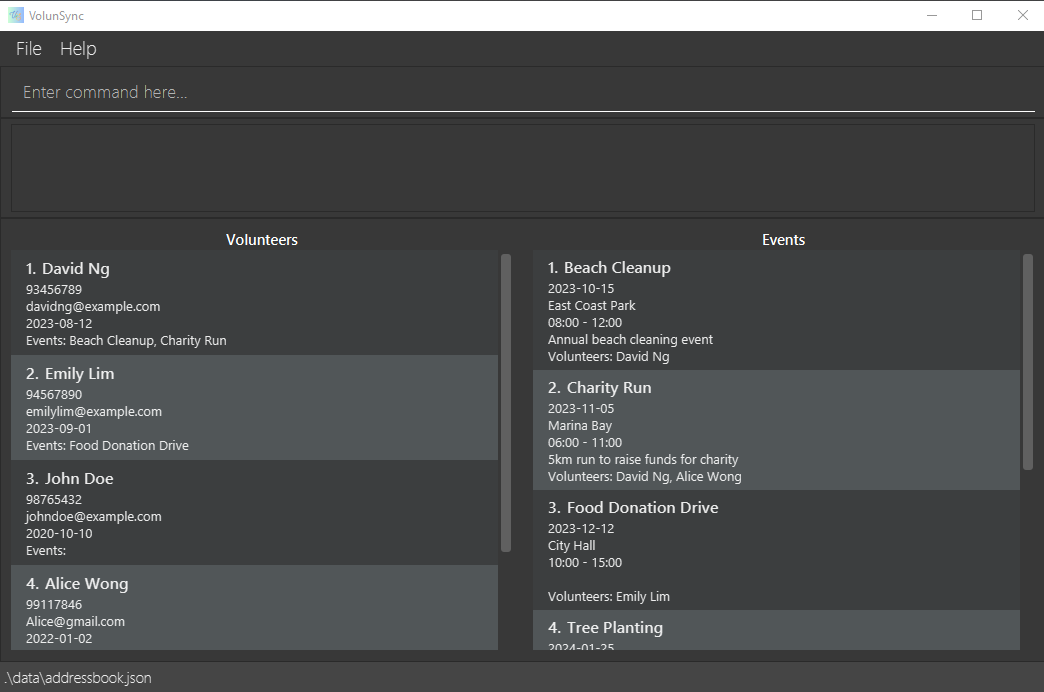 VolunSync
File Help
Enter command here...
Volunteers
1. David Ng
93456789
davidng@example.com
2023-08-12
Events: Beach Cleanup, Charity Run
2. Emily Lim
94567890
emilylim@example.com
2023-09-01
Events: Food Donation Drive
3. John Doe
98765432
johndoe@example.com
2020-10-10
Events:
4. Alice Wong
99117846
Alice@gmail.com
2022-01-02
Events
1. Beach Cleanup
2023-10-15
East Coast Park
08:00 - 12:00
Annual beach cleaning event
Volunteers: David Ng
2. Charity Run
2023-11-05
Marina Bay
06:00 - 11:00
5km run to raise funds for charity
Volunteers: David Ng, Alice Wong
3. Food Donation Drive
2023-12-12
City Hall
10:00 - 15:00
Volunteers: Emily Lim
4. Tree Planting
2024-01-25
.\data\addressbook.json